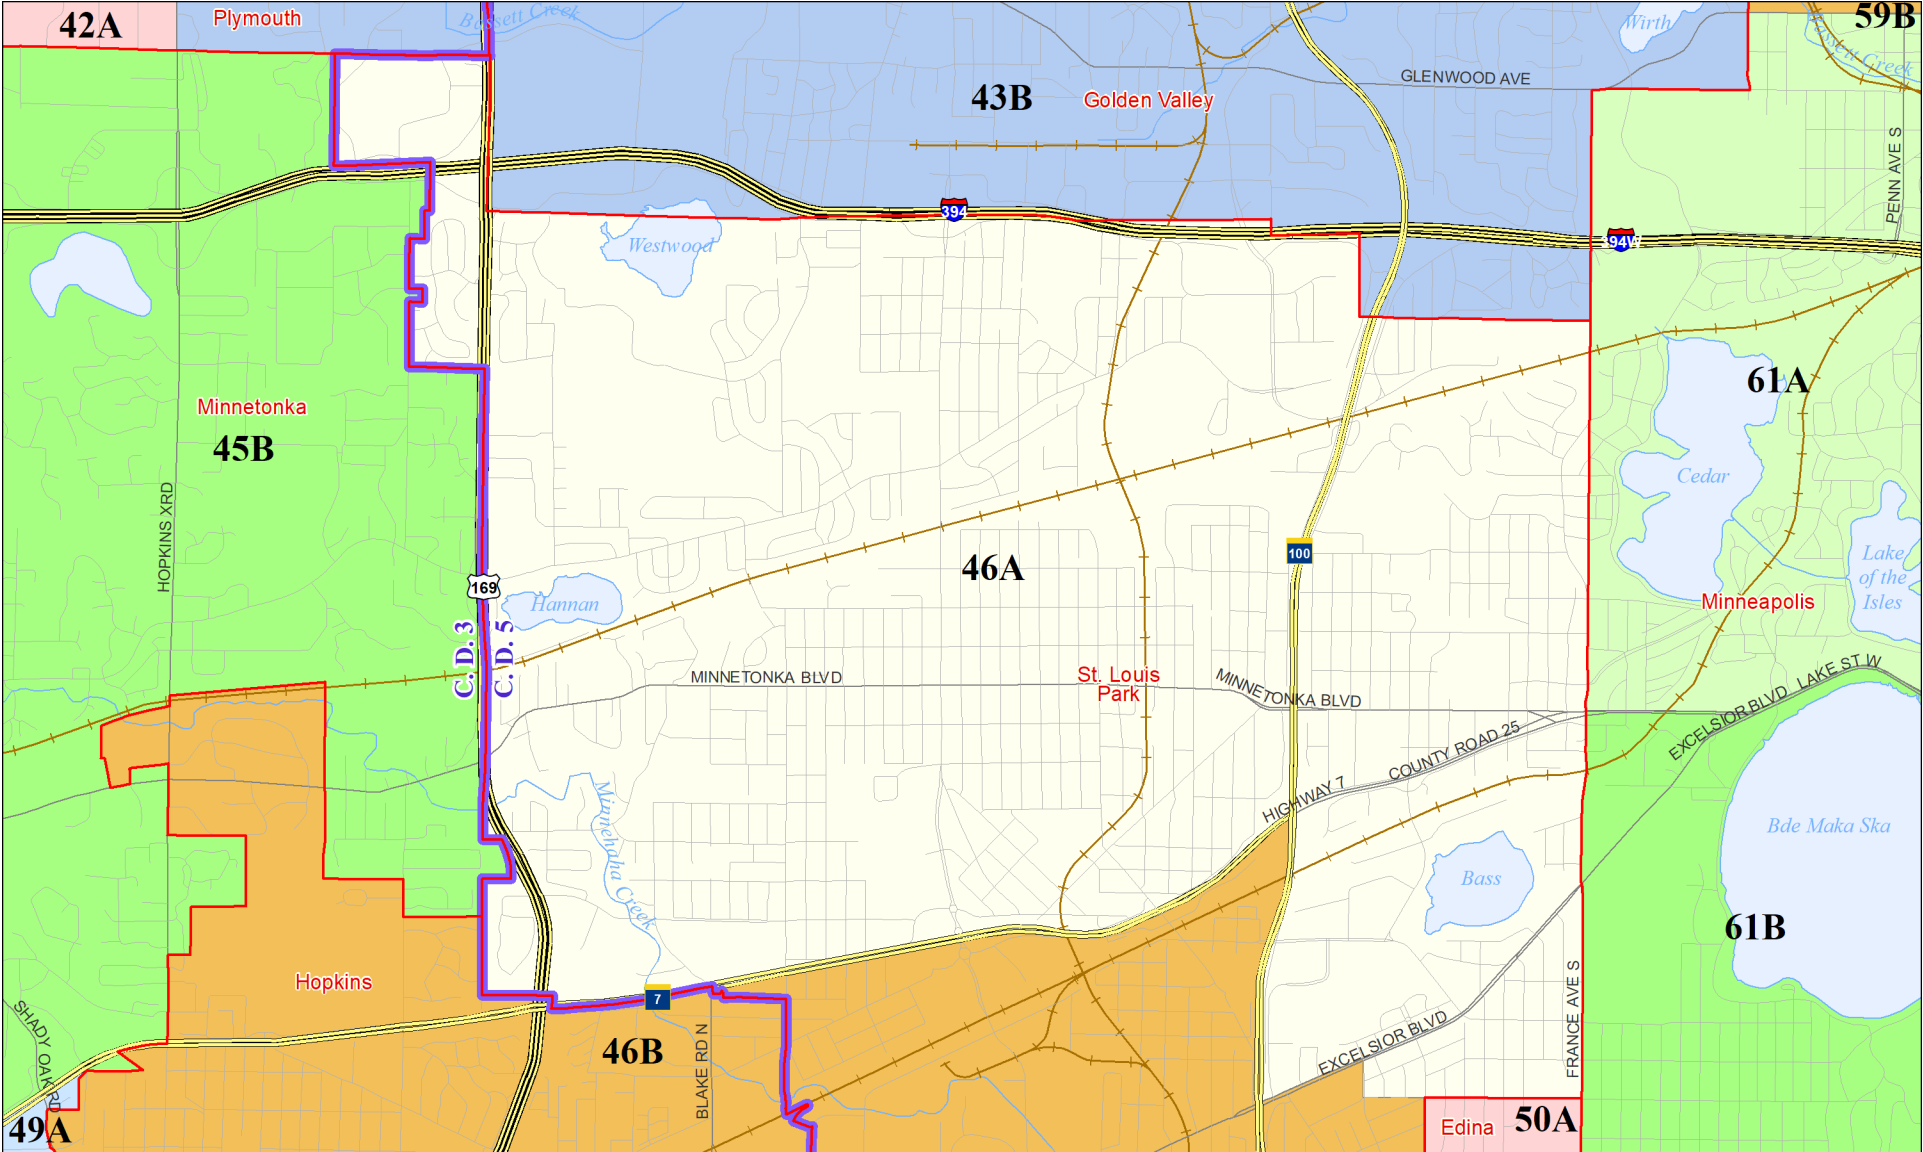 42A
Plymouth
Bassett Creek
Wirth
59B
Bassett Creek
43B
Golden Valley
GLENWOOD AVE
PENN AVE S
394
394W
Westwood
Minnetonka
45B
61A
Cedar
HOPKINS XRD
169
Hannan
46A
100
Lake
of the
Isles
Minneapolis
C.D. 3
C.D. 5
MINNETONKA BLVD
St. Louis
Park
MINNETONKA BLVD
EXCELSIOR BLVD
LAKE ST W
COUNTY ROAD 25
HIGHWAY 7
Minnehaha Creek
Bde Maka Ska
Bass
61B
Hopkins
7
SHADY OAK RD
46B
BLAKE RD N
EXCELSIOR BLVD
FRANCE AVE S
49A
Edina
50A